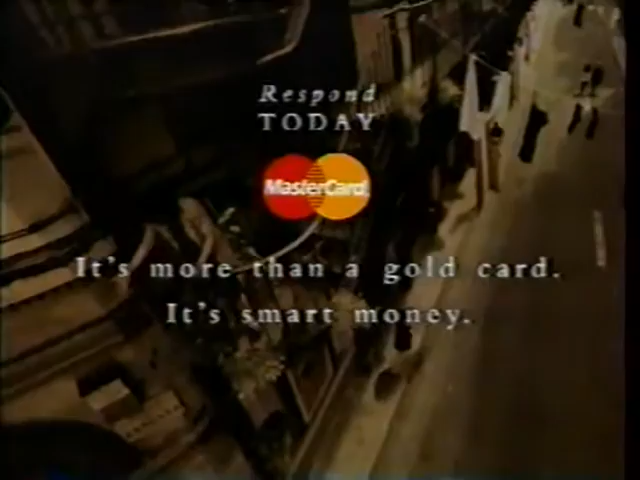 Respond
TODAY
MasterCard
It's more than a gold card.
It's smart money.